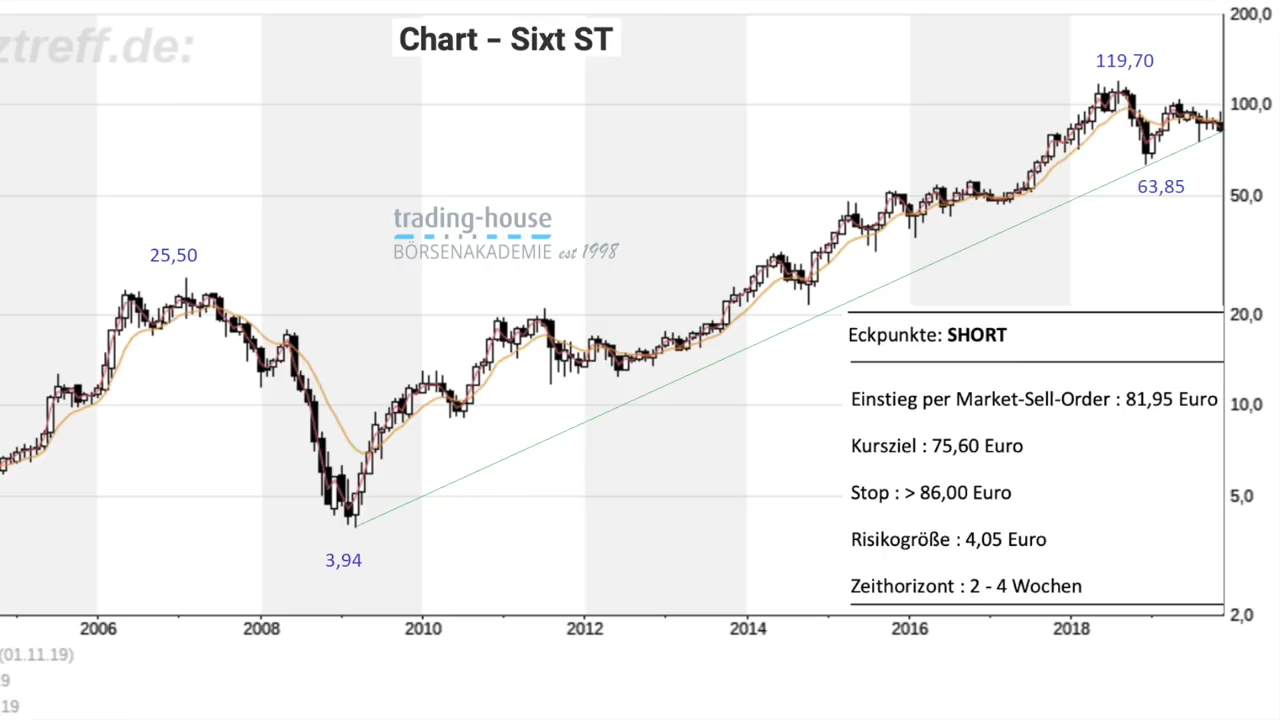 ztreff.de:
Chart – Sixt ST
200,0
119,70
100,0
63,85
50,0
trading-house
BÖRSENAKADEMIE est 1998
25,50
20,0
Eckpunkte: SHORT
Einstieg per Market-Sell-Order : 81,95 Euro
10,0
Kursziel : 75,60 Euro
Stop : > 86,00 Euro
5,0
Risikogröße : 4,05 Euro
3,94
Zeithorizont : 2 - 4 Wochen
2,0
2006 2008 2010 2012 2014 2016 2018
(01.11.19)
9
19